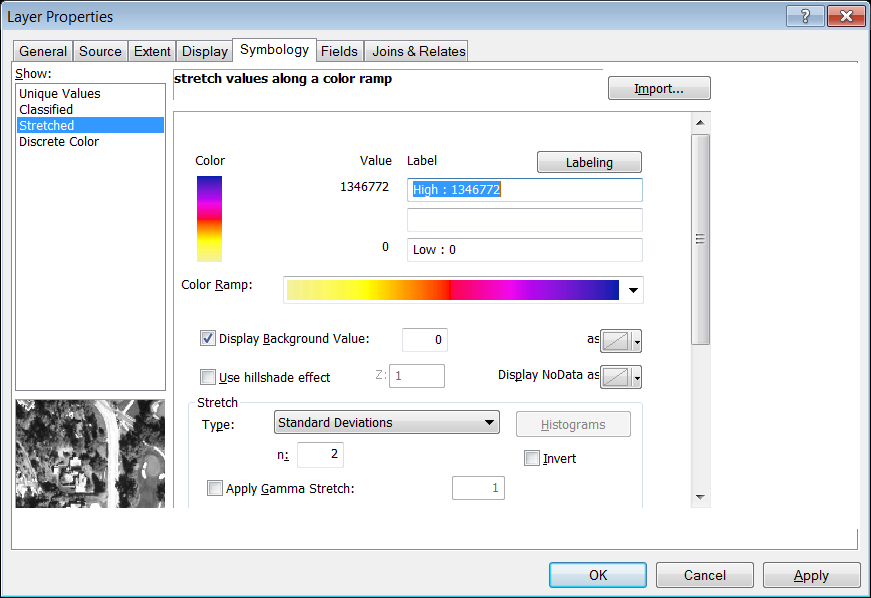 Layer Properties
?
General Source Extent Display Symbology Fields Joins & Relates
Show:
Unique Values
Classified
Stretched
Discrete Color
stretch values along a color ramp
Import...
Color Value Label Labeling
1346772 High : 1346772
0 Low : 0
Color Ramp:
Display Background Value: 0 as
Use hillshade effect Z: 1 Display NoData as
Stretch
Type: Standard Deviations Histograms
n: 2 Invert
Apply Gamma Stretch: 1
OK Cancel Apply